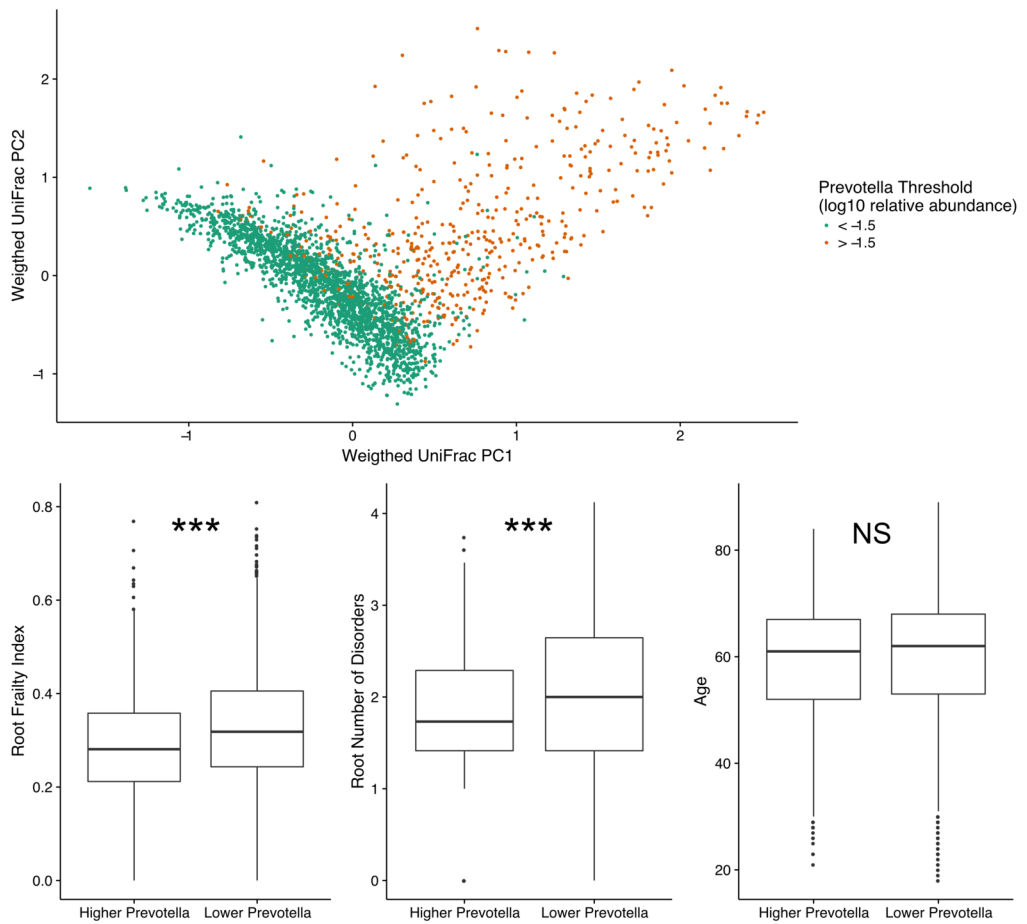 2
1
0
−1
Weigthed UniFrac PC2
−1 0 1 2
Weigthed UniFrac PC1
Prevotella Threshold
(log10 relative abundance)
< −1.5
> −1.5
0.8
0.6
0.4
0.2
0.0
Root Frailty Index
***
Higher Prevotella Lower Prevotella
4
3
2
1
0
Root Number of Disorders
***
Higher Prevotella Lower Prevotella
80
60
40
20
Age
NS
Higher Prevotella Lower Prevotella